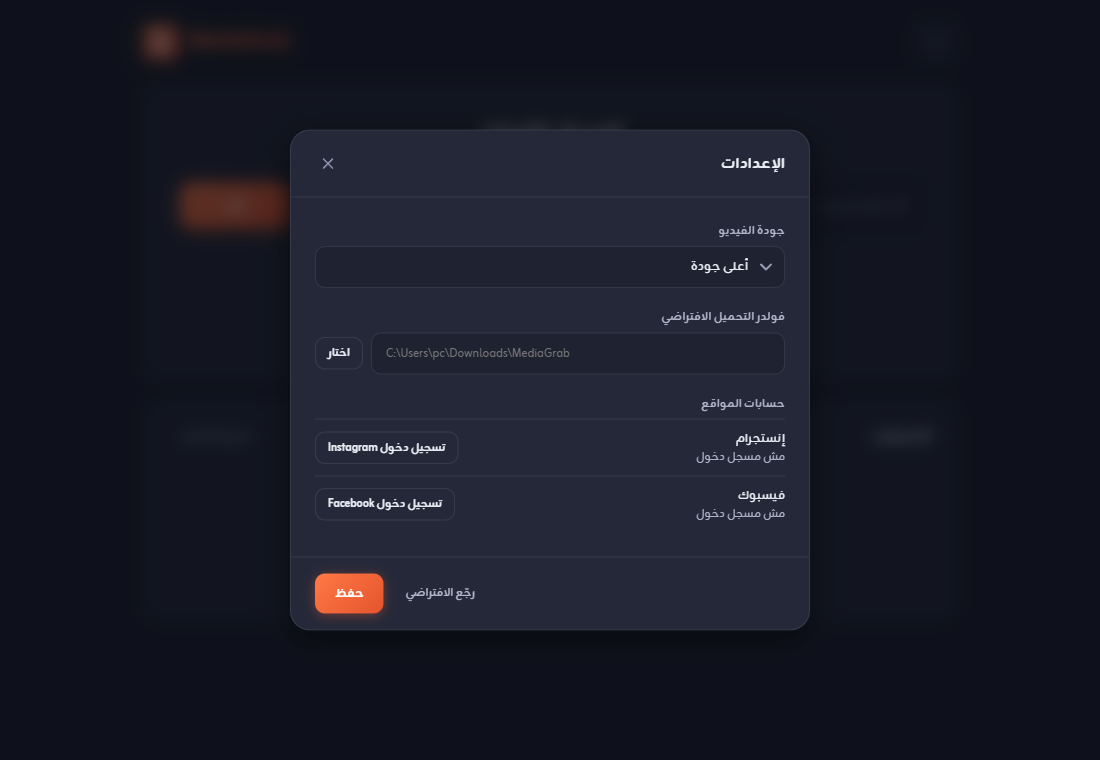 الإعدادات
جودة الفيديو
أعلى جودة
فولدر التحميل الافتراضي
C:\Users\pc\Downloads\MediaGrab
اختار
حسابات المواقع
إنستجرام
مش مسجل دخول
تسجيل دخول Instagram
فيسبوك
مش مسجل دخول
تسجيل دخول Facebook
رجّع الافتراضي
حفظ